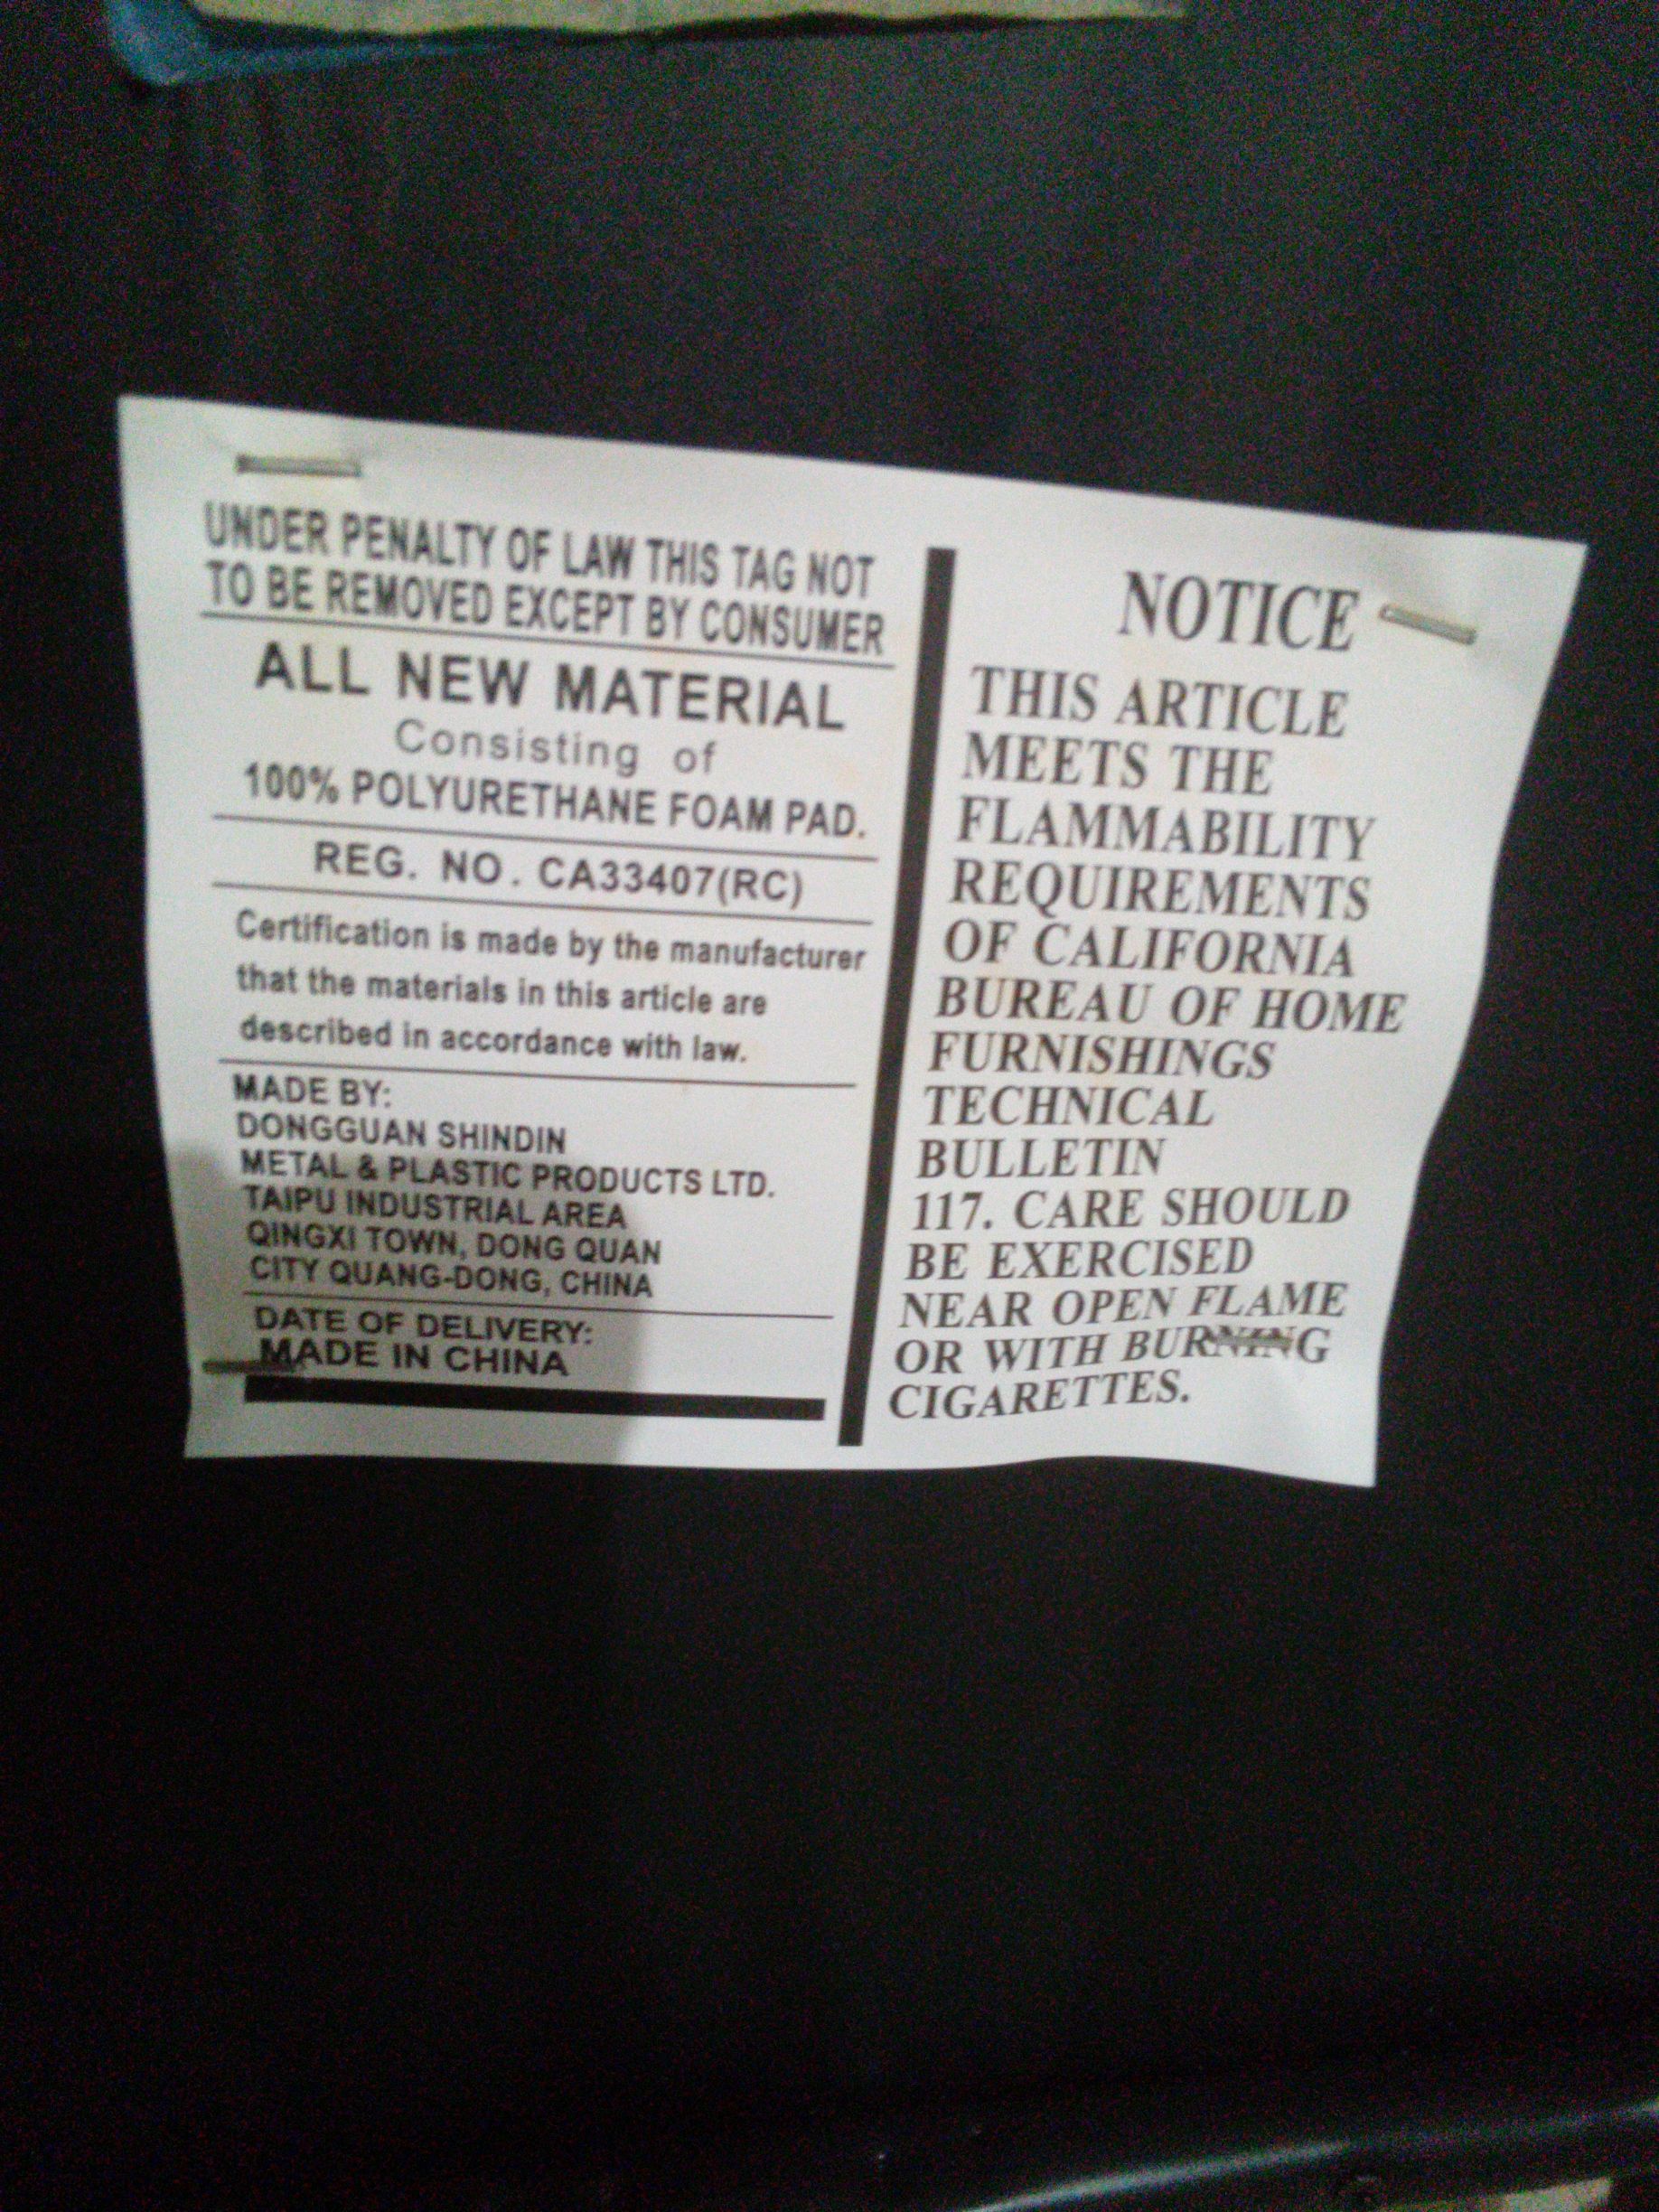 UNDER PENALTY OF LAW THIS TAG NOT
TO BE REMOVED EXCEPT BY CONSUMER
ALL NEW MATERIAL
Consisting of
100% POLYURETHANE FOAM PAD.
REG. NO. CA33407(RC)
Certification is made by the manufacturer
that the materials in this article are
described in accordance with law.
MADE BY:
DONGGUAN SHINDIN
METAL & PLASTIC PRODUCTS LTD.
TAIPU INDUSTRIAL AREA
QINGXI TOWN, DONG QUAN
CITY QUANG-DONG, CHINA
DATE OF DELIVERY:
MADE IN CHINA
NOTICE
THIS ARTICLE
MEETS THE
FLAMMABILITY
REQUIREMENTS
OF CALIFORNIA
BUREAU OF HOME
FURNISHINGS
TECHNICAL
BULLETIN
117. CARE SHOULD
BE EXERCISED
NEAR OPEN FLAME
OR WITH BURNING
CIGARETTES.